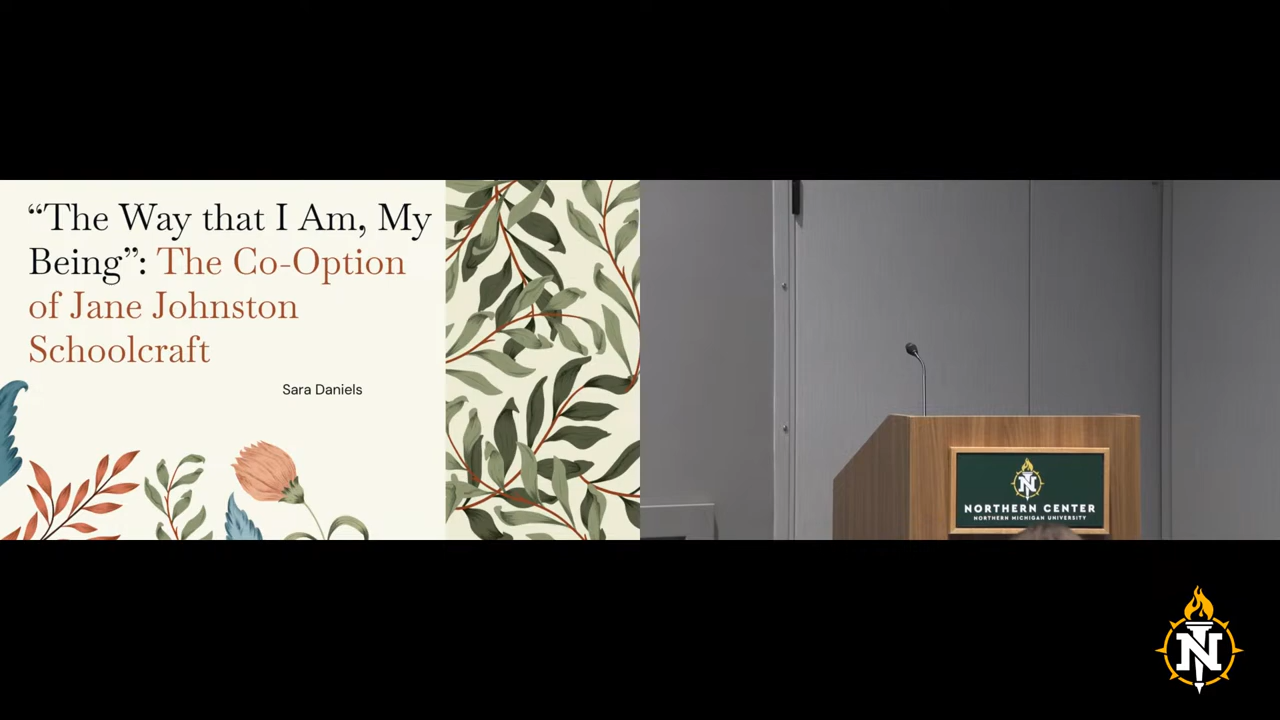 “The Way that I Am, My
Being”: The Co-Option
of Jane Johnston
Schoolcraft
Sara Daniels
N
NORTHERN CENTER
NORTHERN MICHIGAN UNIVERSITY
N